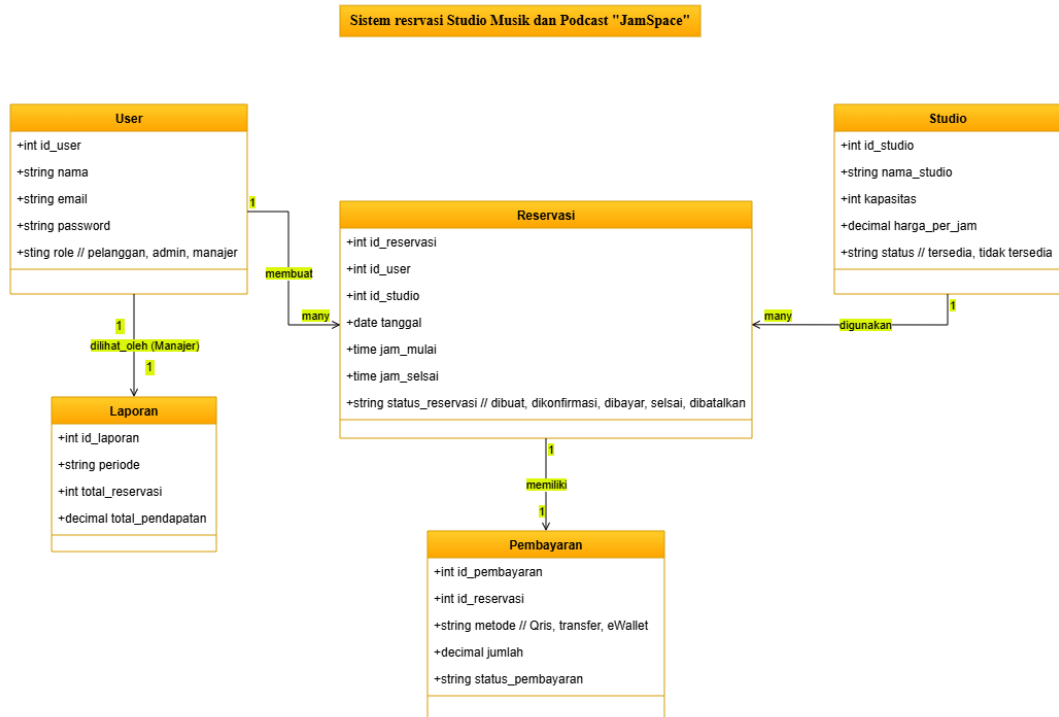 Sistem resrvasi Studio Musik dan Podcast "JamSpace"
User
+int id_user
+string nama
+string email
+string password
+sting role // pelanggan, admin, manajer
Studio
+int id_studio
+string nama_studio
+int kapasitas
+decimal harga_per_jam
+string status // tersedia, tidak tersedia
1
membuat
many
Reservasi
+int id_reservasi
+int id_user
+int id_studio
+date tanggal
+time jam_mulai
+time jam_selsai
+string status_reservasi // dibuat, dikonfirmasi, dibayar, selsai, dibatalkan
1
digunakan
many
1
dilihat_oleh (Manajer)
1
Laporan
+int id_laporan
+string periode
+int total_reservasi
+decimal total_pendapatan
1
memiliki
1
Pembayaran
+int id_pembayaran
+int id_reservasi
+string metode // Qris, transfer, eWallet
+decimal jumlah
+string status_pembayaran